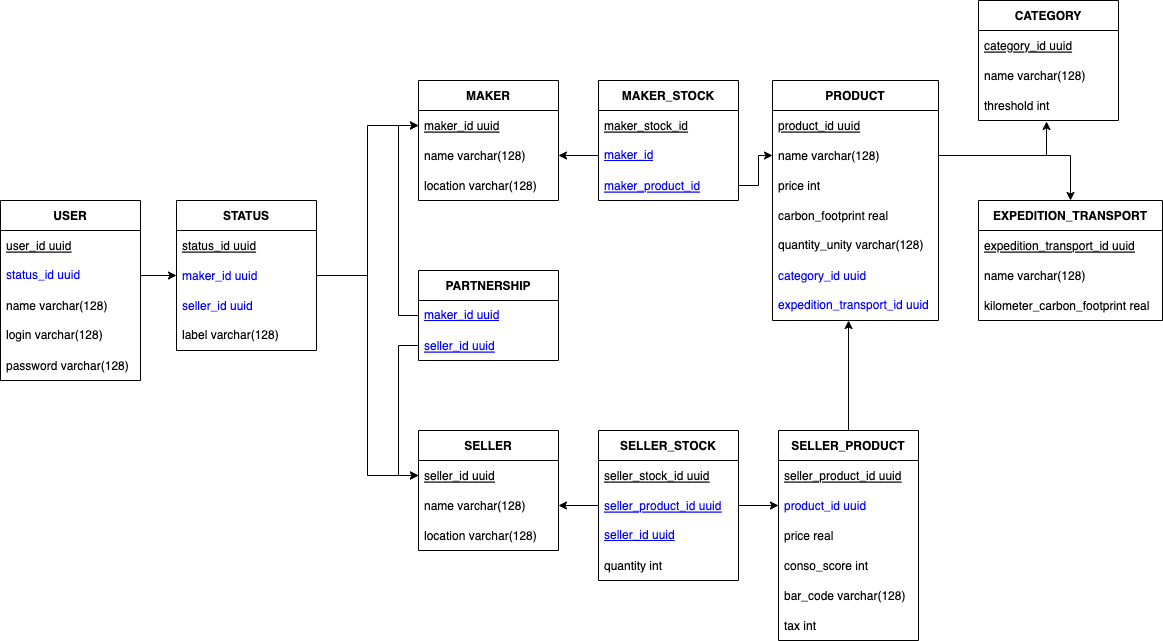 CATEGORY
category_id uuid
name varchar(128)
threshold int
MAKER
maker_id uuid
name varchar(128)
location varchar(128)
MAKER_STOCK
maker_stock_id
maker_id
maker_product_id
PRODUCT
product_id uuid
name varchar(128)
price int
carbon_footprint real
quantity_unity varchar(128)
category_id uuid
expedition_transport_id uuid
USER
user_id uuid
status_id uuid
name varchar(128)
login varchar(128)
password varchar(128)
STATUS
status_id uuid
maker_id uuid
seller_id uuid
label varchar(128)
EXPEDITION_TRANSPORT
expedition_transport_id uuid
name varchar(128)
kilometer_carbon_footprint real
PARTNERSHIP
maker_id uuid
seller_id uuid
SELLER
seller_id uuid
name varchar(128)
location varchar(128)
SELLER_STOCK
seller_stock_id uuid
seller_product_id uuid
seller_id uuid
quantity int
SELLER_PRODUCT
seller_product_id uuid
product_id uuid
price real
conso_score int
bar_code varchar(128)
tax int